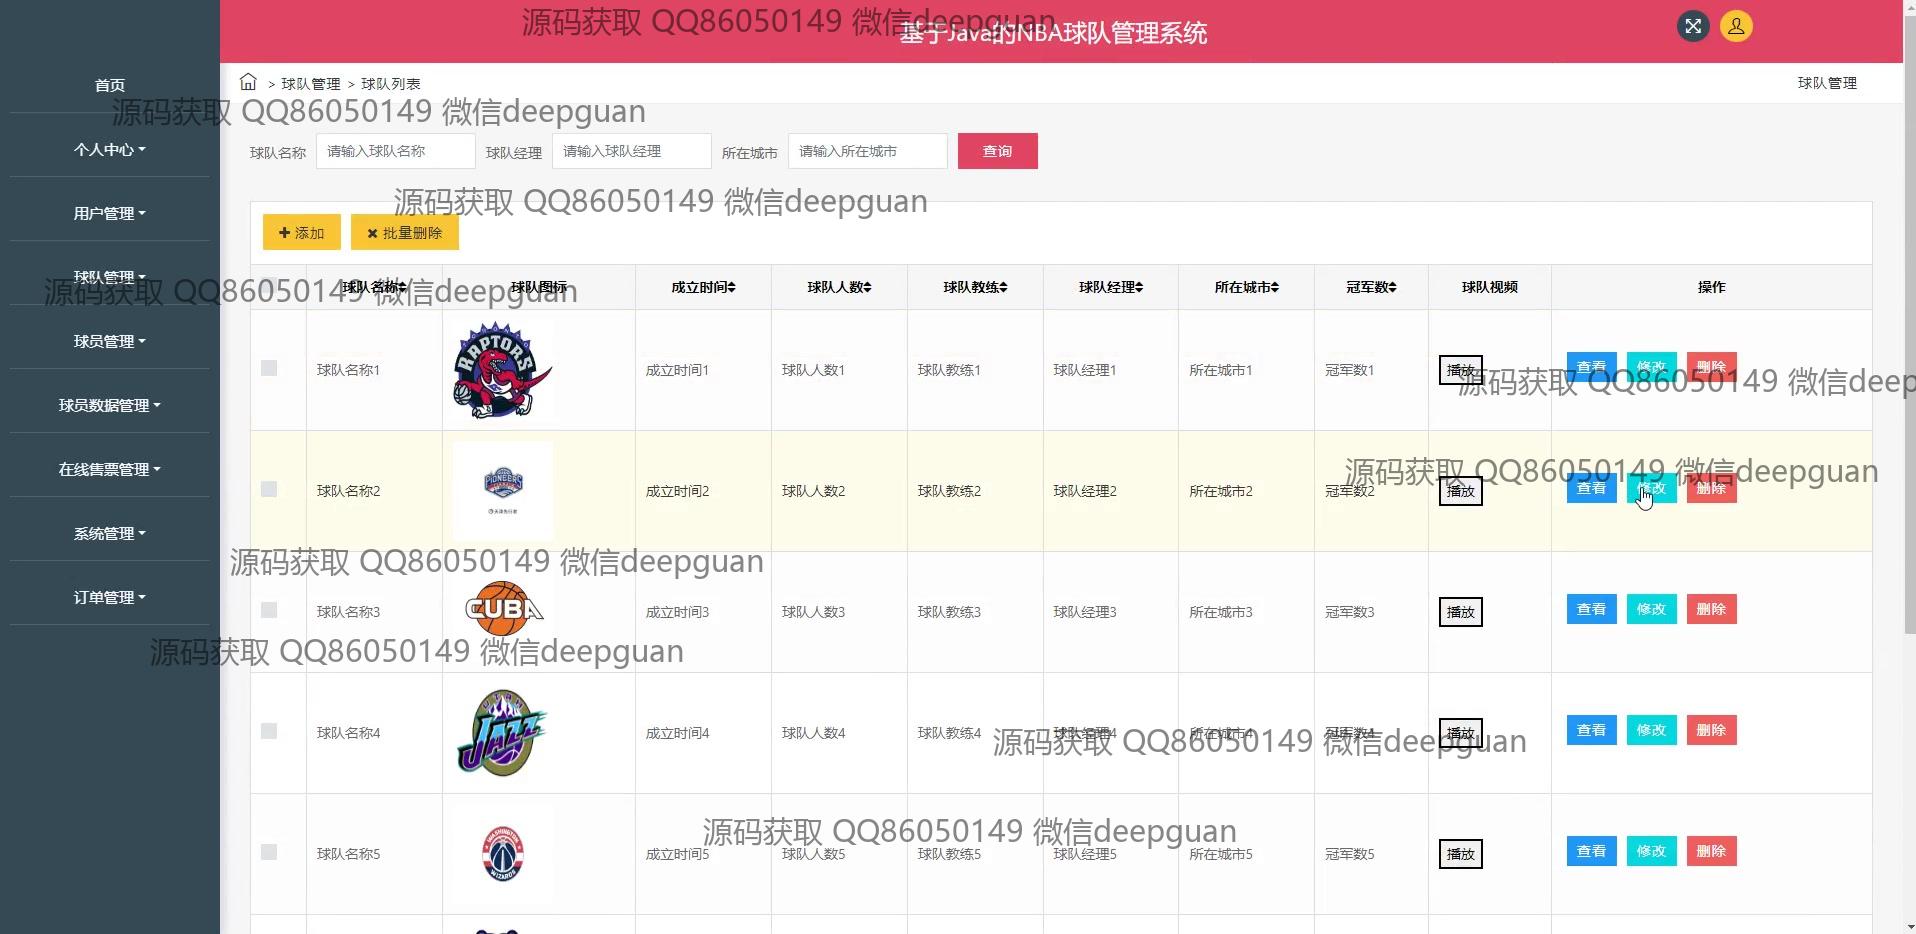 源码获取 QQ86050149 微信deepguan
基于Java的NBA球队管理系统
首页
个人中心
用户管理
球队管理
球员管理
球员数据管理
在线售票管理
系统管理
订单管理
> 球队管理 > 球队列表
球队管理
源码获取 QQ86050149 微信deepguan
球队名称 请输入球队名称 球队经理 请输入球队经理 所在城市 请输入所在城市 查询
源码获取 QQ86050149 微信deepguan
添加 批量删除
源码获取 QQ86050149 微信deepguan
球队名称 球队图标 成立时间 球队人数 球队教练 球队经理 所在城市 冠军数 球队视频 操作
球队名称1 RAPTORS 成立时间1 球队人数1 球队教练1 球队经理1 所在城市1 冠军数1 播放 查看 修改 删除
源码获取 QQ86050149 微信deep
源码获取 QQ86050149 微信deepguan
球队名称2 PIONEERS 成立时间2 球队人数2 球队教练2 球队经理2 所在城市2 冠军数2 播放 查看 修改 删除
源码获取 QQ86050149 微信deepguan
球队名称3 CUBA 成立时间3 球队人数3 球队教练3 球队经理3 所在城市3 冠军数3 播放 查看 修改 删除
源码获取 QQ86050149 微信deepguan
球队名称4 UTAH JAZZ 成立时间4 球队人数4 球队教练4 球队经理4 所在城市4 冠军数4 播放 查看 修改 删除
源码获取 QQ86050149 微信deepguan
源码获取 QQ86050149 微信deepguan
球队名称5 WASHINGTON WIZARDS 成立时间5 球队人数5 球队教练5 球队经理5 所在城市5 冠军数5 播放 查看 修改 删除